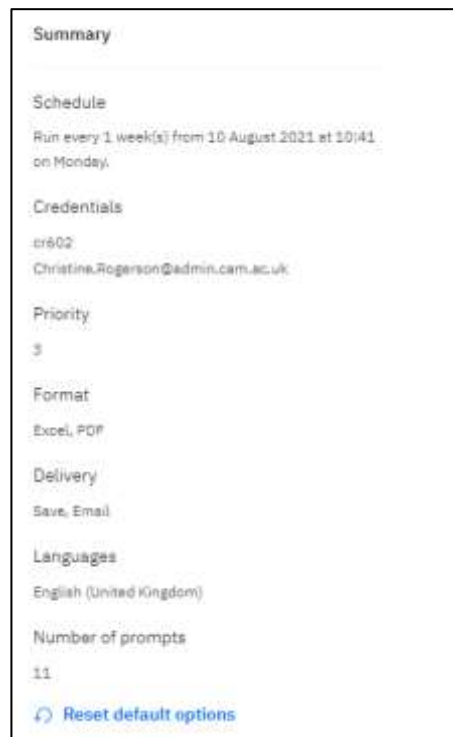 Summary
Schedule
Run every 1 week(s) from 10 August 2021 at 10:41
on Monday.
Credentials
cr602
Christine.Rogerson@admin.cam.ac.uk
Priority
3
Format
Excel, PDF
Delivery
Save, Email
Languages
English (United Kingdom)
Number of prompts
11
Reset default options